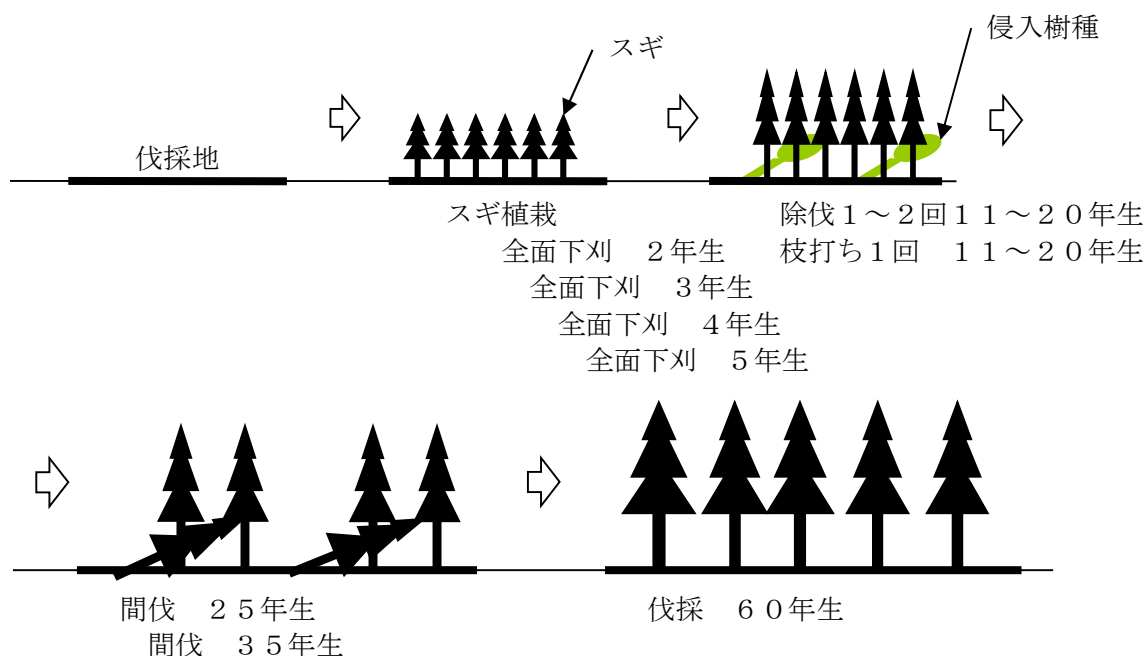 スギ
侵入樹種
伐採地
スギ植栽
全面下刈　２年生
全面下刈　３年生
全面下刈　４年生
全面下刈　５年生
除伐１～２回１１～２０年生
枝打ち１回　１１～２０年生
間伐　２５年生
間伐　３５年生
伐採　６０年生